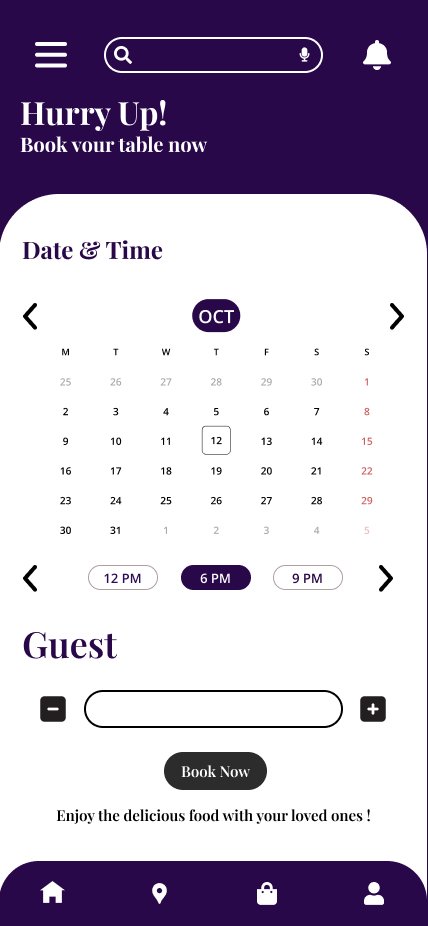 Hurry Up!
Book your table now
Date & Time
OCT
M T W T F S S
25 26 27 28 29 30 1
2 3 4 5 6 7 8
9 10 11 12 13 14 15
16 17 18 19 20 21 22
23 24 25 26 27 28 29
30 31 1 2 3 4 5
12 PM 6 PM 9 PM
Guest
Book Now
Enjoy the delicious food with your loved ones !